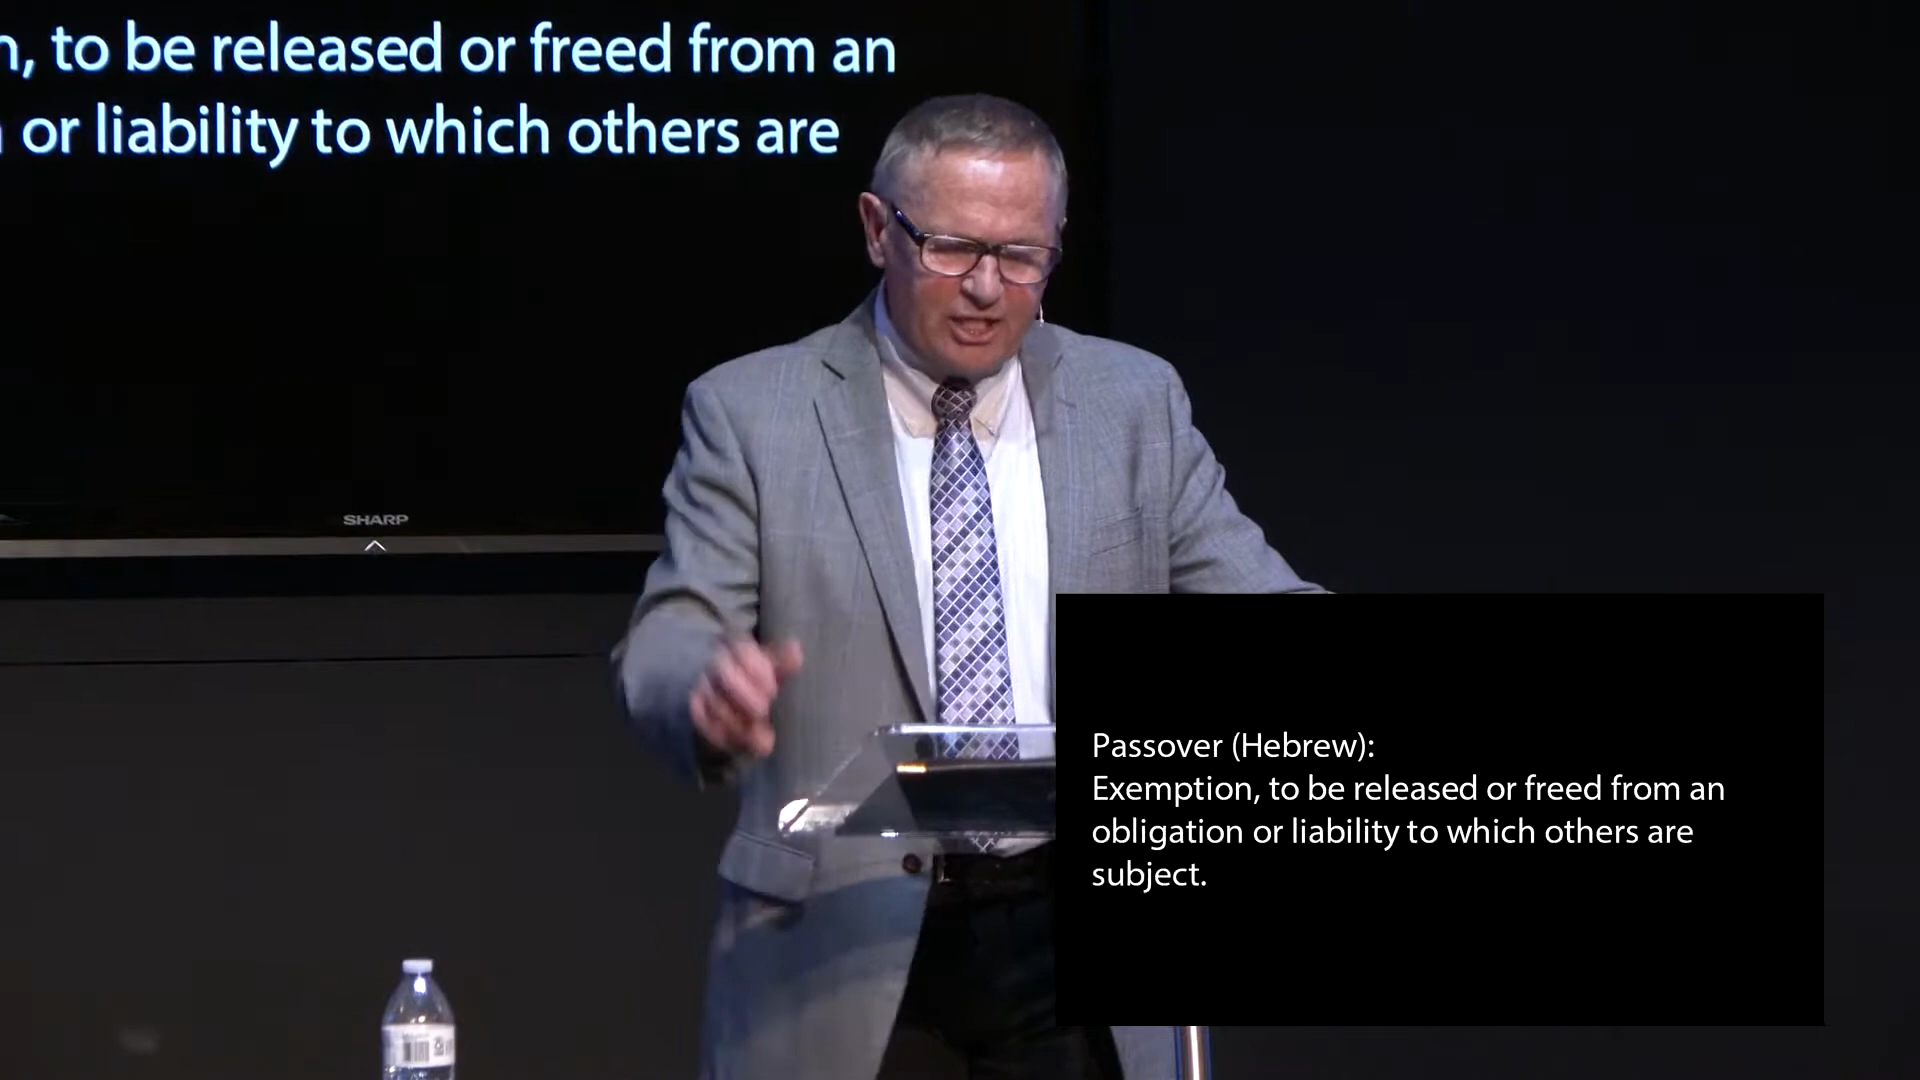 , to be released or freed from an
or liability to which others are
SHARP
Passover (Hebrew):
Exemption, to be released or freed from an
obligation or liability to which others are
subject.